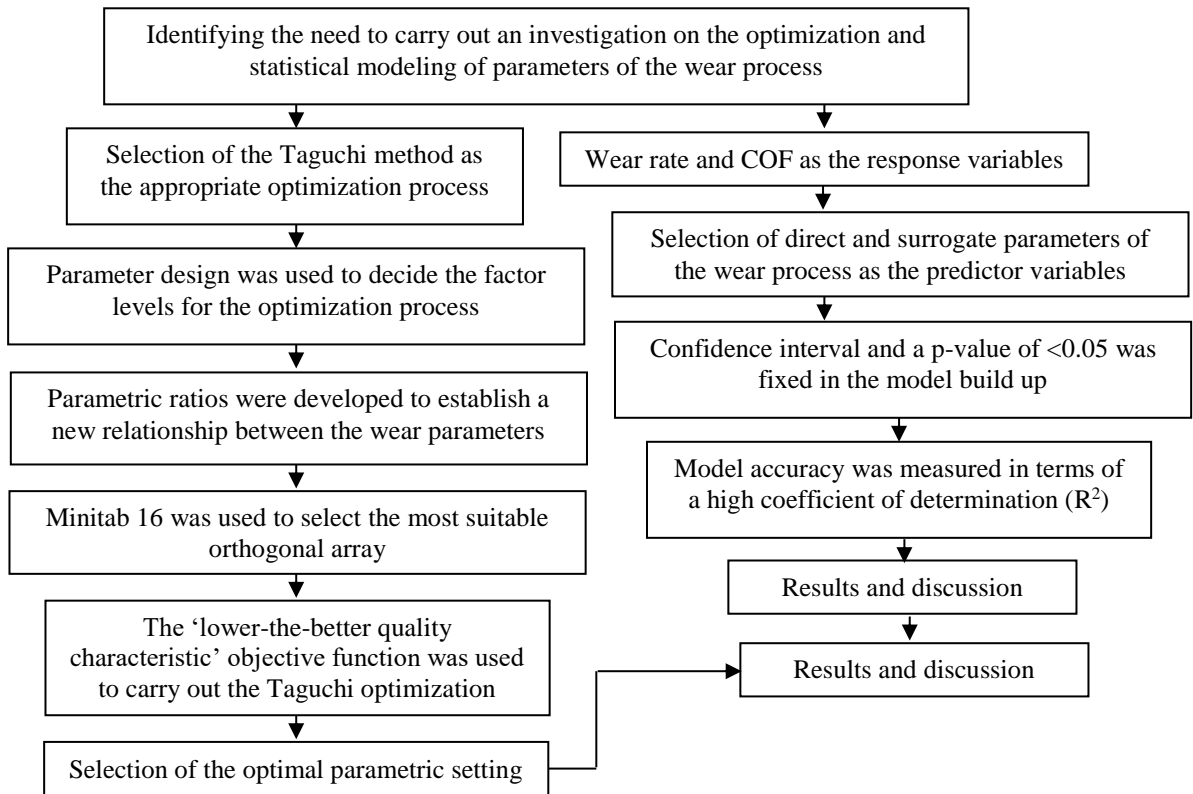 Identifying the need to carry out an investigation on the optimization and
statistical modeling of parameters of the wear process
Selection of the Taguchi method as
the appropriate optimization process
Parameter design was used to decide the factor
levels for the optimization process
Parametric ratios were developed to establish a
new relationship between the wear parameters
Minitab 16 was used to select the most suitable
orthogonal array
The ‘lower-the-better quality
characteristic’ objective function was used
to carry out the Taguchi optimization
Selection of the optimal parametric setting
Wear rate and COF as the response variables
Selection of direct and surrogate parameters of
the wear process as the predictor variables
Confidence interval and a p-value of <0.05 was
fixed in the model build up
Model accuracy was measured in terms of
a high coefficient of determination (R²)
Results and discussion
Results and discussion